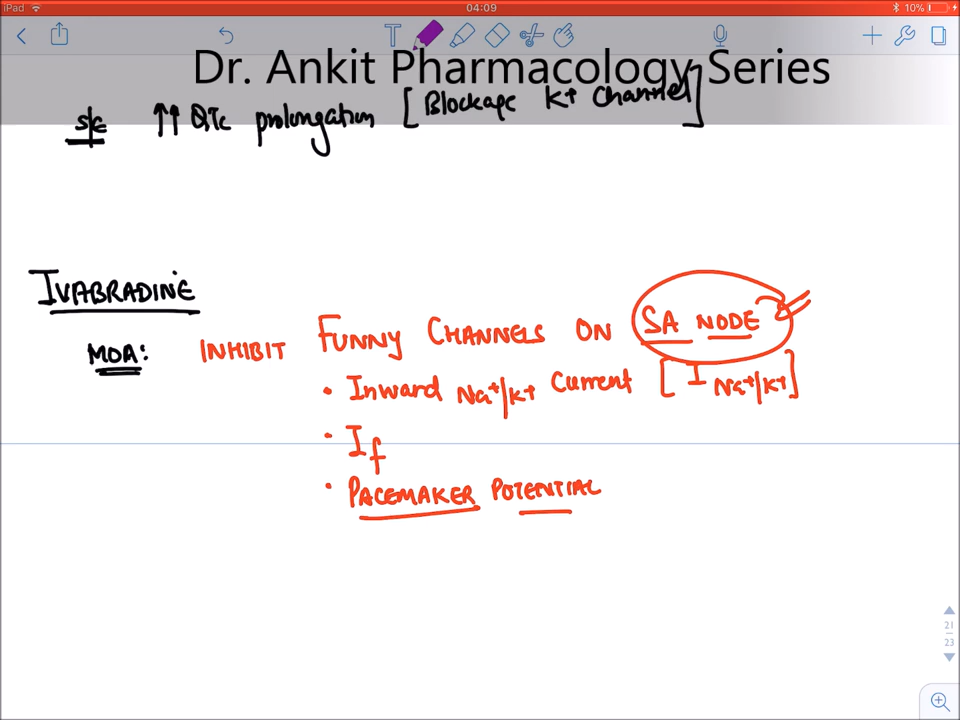 iPad 04:09 10%
Dr. Ankit Pharmacology Series
s/e ↑↑ QTc prolongation [Blockage K+ Channel]
IVABRADINE
MOA: INHIBIT FUNNY CHANNELS ON SA NODE
• Inward Na+/K+ Current [I Na+/K+]
• If
• PACEMAKER POTENTIAL
21
23